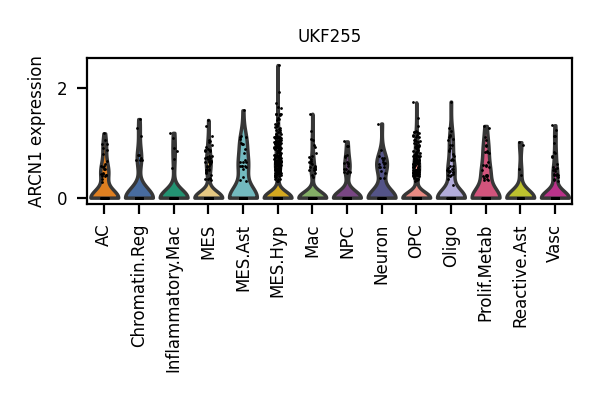 UKF255
ARCN1 expression
2
0
AC
Chromatin.Reg
Inflammatory.Mac
MES
MES.Ast
MES.Hyp
Mac
NPC
Neuron
OPC
Oligo
Prolif.Metab
Reactive.Ast
Vasc